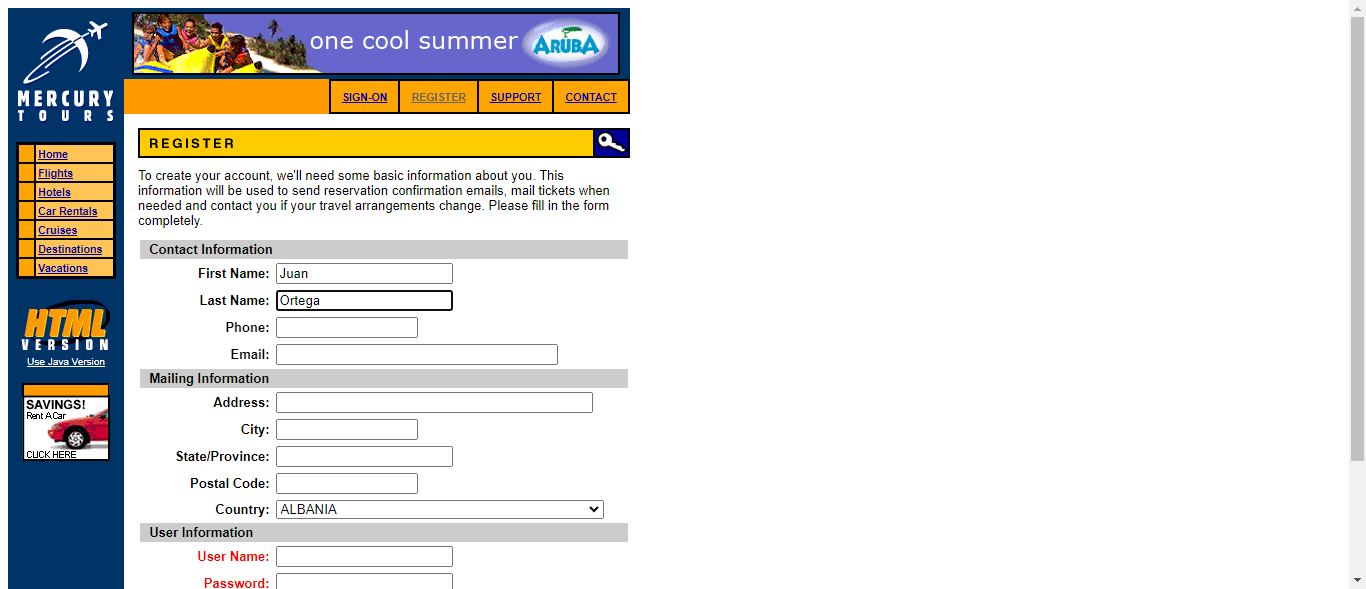 one cool summer ARUBA
MERCURY
TOURS
SIGN-ON REGISTER SUPPORT CONTACT
Home
Flights
Hotels
Car Rentals
Cruises
Destinations
Vacations
HTML
VERSION
Use Java Version
SAVINGS!
Rent A Car
CLICK HERE
REGISTER
To create your account, we'll need some basic information about you. This
information will be used to send reservation confirmation emails, mail tickets when
needed and contact you if your travel arrangements change. Please fill in the form
completely.
Contact Information
First Name: Juan
Last Name: Ortega
Phone:
Email:
Mailing Information
Address:
City:
State/Province:
Postal Code:
Country: ALBANIA
User Information
User Name:
Password: